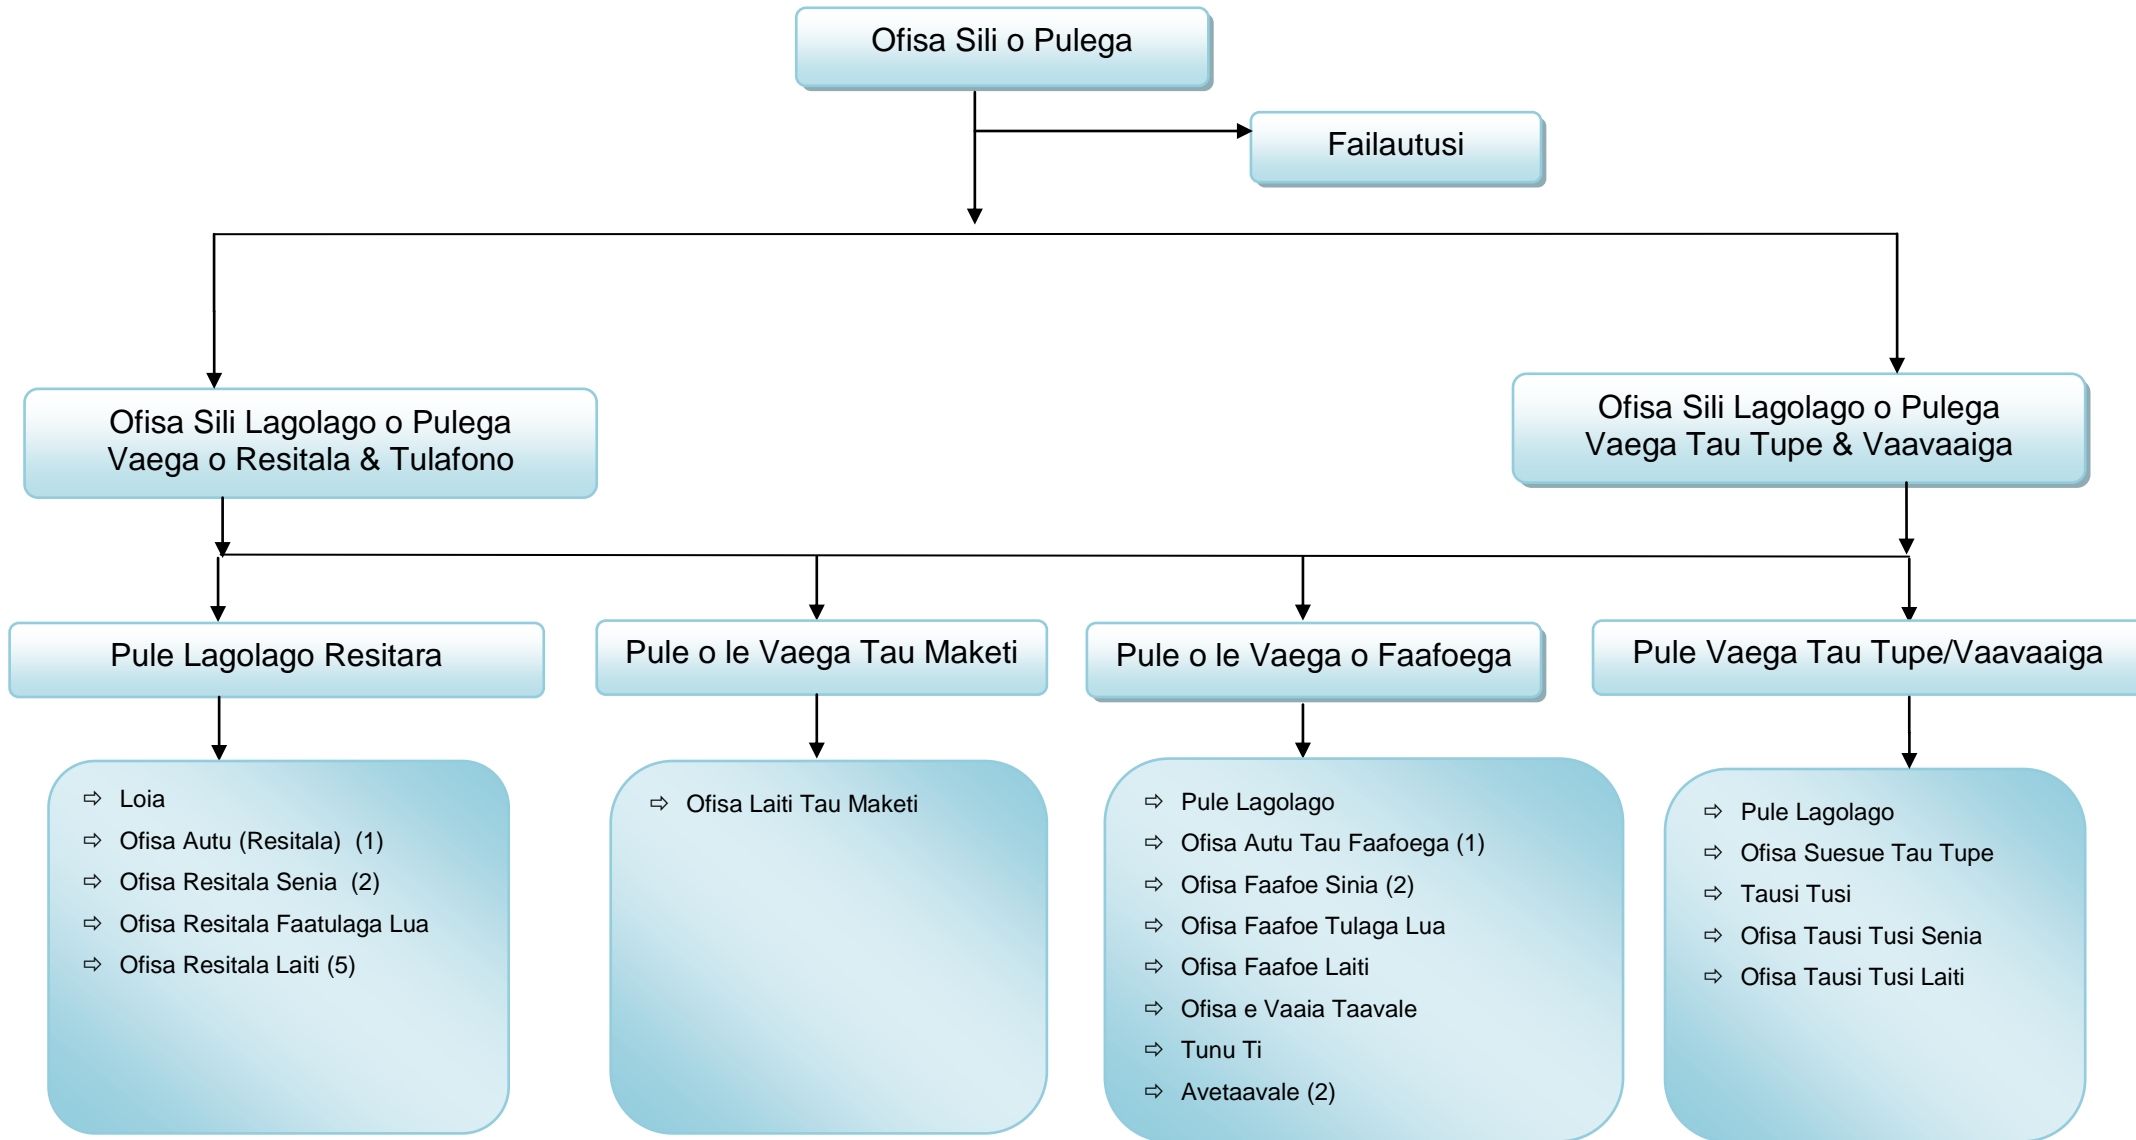 Ofisa Sili o Pulega
Failautusi
Ofisa Sili Lagolago o Pulega
Vaega o Resitala & Tulafono
Ofisa Sili Lagolago o Pulega
Vaega Tau Tupe & Vaavaaiga
Pule Lagolago Resitara
Pule o le Vaega Tau Maketi
Pule o le Vaega o Faafoega
Pule Vaega Tau Tupe/Vaavaaiga
⇨ Loia
⇨ Ofisa Autu (Resitala) (1)
⇨ Ofisa Resitala Senia (2)
⇨ Ofisa Resitala Faatulaga Lua
⇨ Ofisa Resitala Laiti (5)
⇨ Ofisa Laiti Tau Maketi
⇨ Pule Lagolago
⇨ Ofisa Autu Tau Faafoega (1)
⇨ Ofisa Faafoe Sinia (2)
⇨ Ofisa Faafoe Tulaga Lua
⇨ Ofisa Faafoe Laiti
⇨ Ofisa e Vaaia Taavale
⇨ Tunu Ti
⇨ Avetaavale (2)
⇨ Pule Lagolago
⇨ Ofisa Suesue Tau Tupe
⇨ Tausi Tusi
⇨ Ofisa Tausi Tusi Senia
⇨ Ofisa Tausi Tusi Laiti